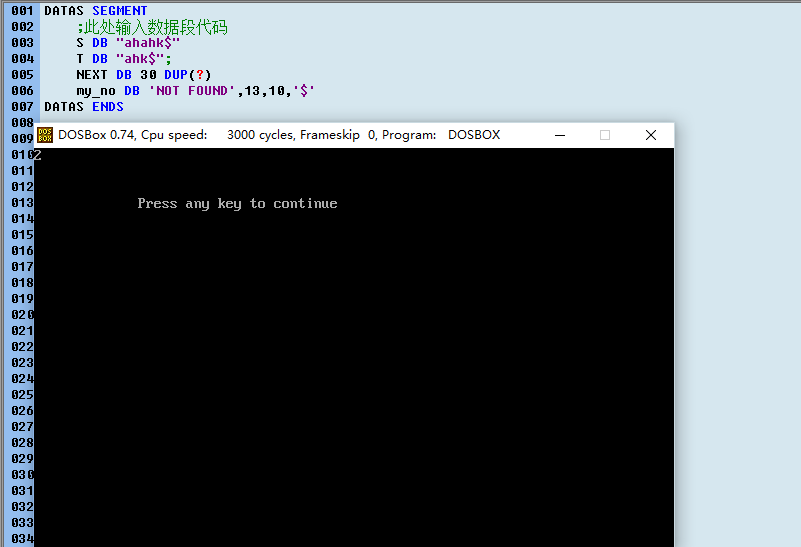 001 DATAS SEGMENT
002 ;此处输入数据段代码
003 S DB "ahahk$"
004 T DB "ahk$";
005 NEXT DB 30 DUP(?)
006 my_no DB 'NOT FOUND',13,10,'$'
007 DATAS ENDS
008
009 DOSBox 0.74, Cpu speed: 3000 cycles, Frameskip 0, Program: DOSBOX
010 2
011
012
013 Press any key to continue
014
015
016
017
018
019
020
021
022
023
024
025
026
027
028
029
030
031
032
033
034